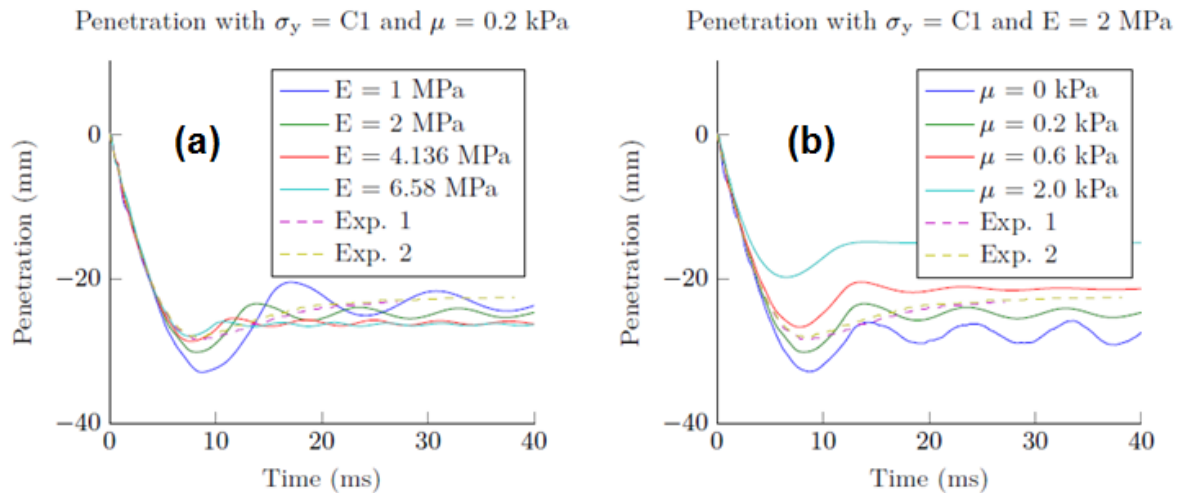 Penetration with σy = C1 and μ = 0.2 kPa
(a)
E = 1 MPa
E = 2 MPa
E = 4.136 MPa
E = 6.58 MPa
Exp. 1
Exp. 2
Penetration (mm)
0
−20
−40
0 10 20 30 40
Time (ms)
Penetration with σy = C1 and E = 2 MPa
(b)
μ = 0 kPa
μ = 0.2 kPa
μ = 0.6 kPa
μ = 2.0 kPa
Exp. 1
Exp. 2
Penetration (mm)
0
−20
−40
0 10 20 30 40
Time (ms)